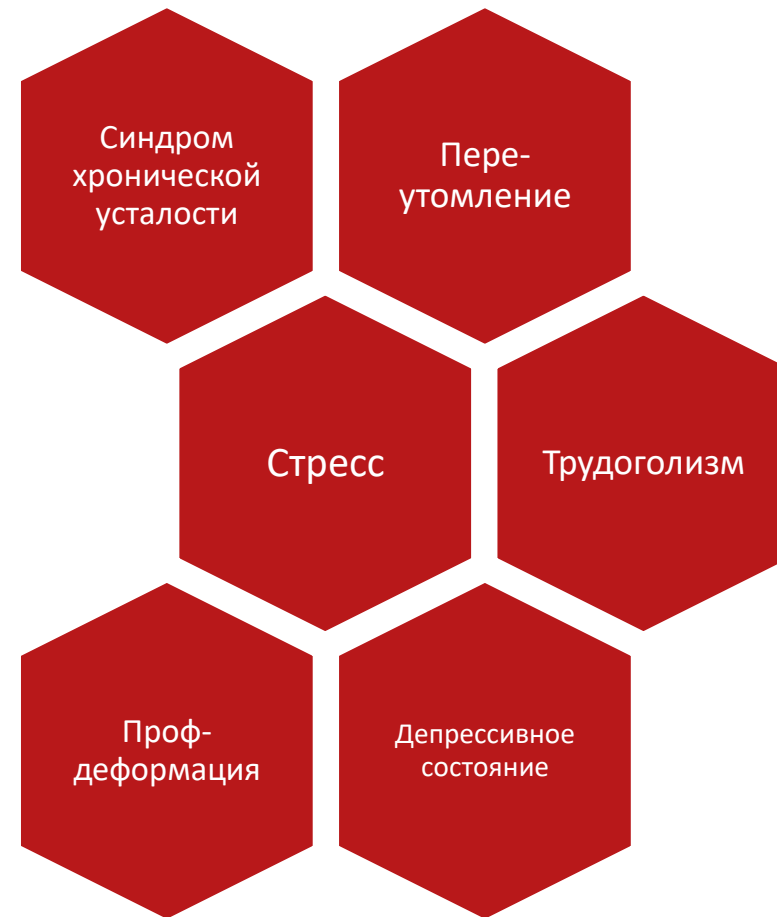 Синдром
хронической
усталости
Пере-
утомление
Стресс
Трудоголизм
Проф-
деформация
Депрессивное
состояние